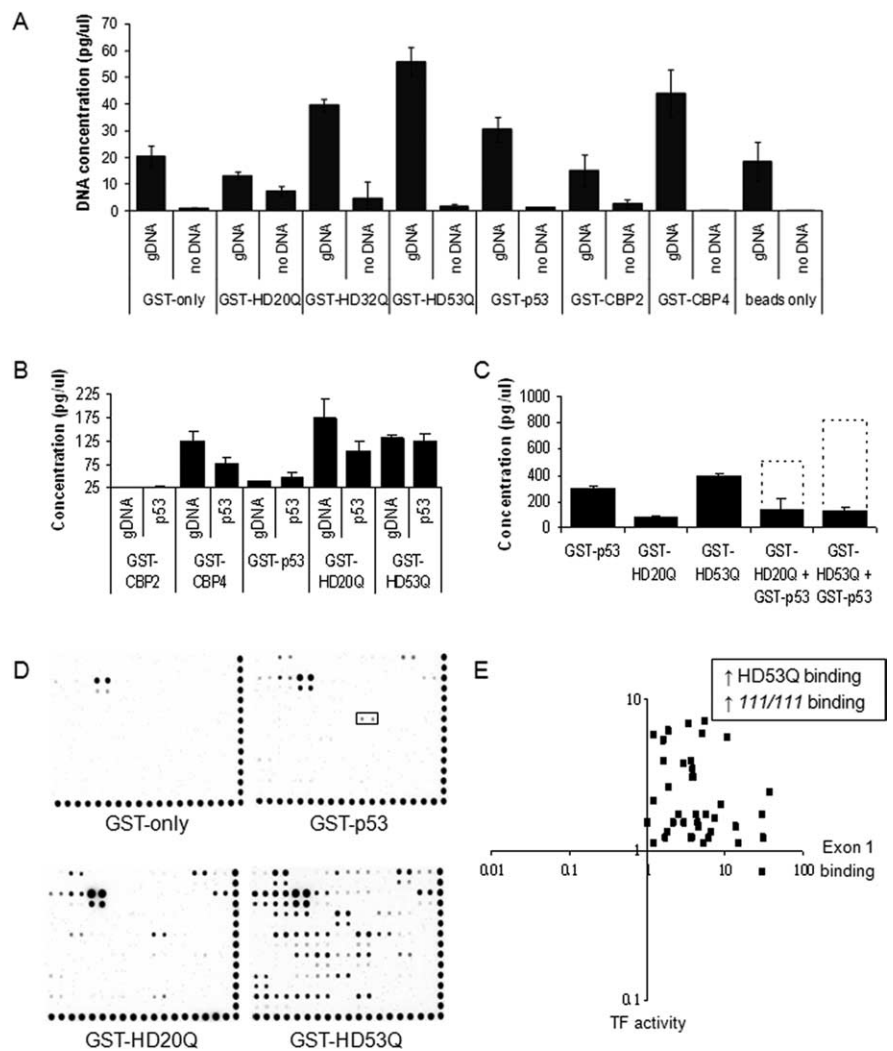 A
DNA concentration (pg/ul)
70
60
50
40
30
20
10
0
gDNA
no DNA
gDNA
no DNA
gDNA
no DNA
gDNA
no DNA
gDNA
no DNA
gDNA
no DNA
gDNA
no DNA
gDNA
no DNA
GST-only
GST-HD20Q
GST-HD32Q
GST-HD53Q
GST-p53
GST-CBP2
GST-CBP4
beads only
B
Concentration (pg/ul)
225
175
125
75
25
gDNA
p53
gDNA
p53
gDNA
p53
gDNA
p53
gDNA
p53
GST-
CBP2
GST-
CBP4
GST- p53
GST-
HD20Q
GST-
HD53Q
C
Concentration (pg/ul)
1000
800
600
400
200
0
GST-p53
GST-
HD20Q
GST-
HD53Q
GST-
HD20Q +
GST-p53
GST-
HD53Q +
GST-p53
D
GST-only
GST-p53
GST-HD20Q
GST-HD53Q
E
↑ HD53Q binding
↑ 111/111 binding
10
Exon 1
binding
1
0.01
0.1
1
10
100
0.1
TF activity